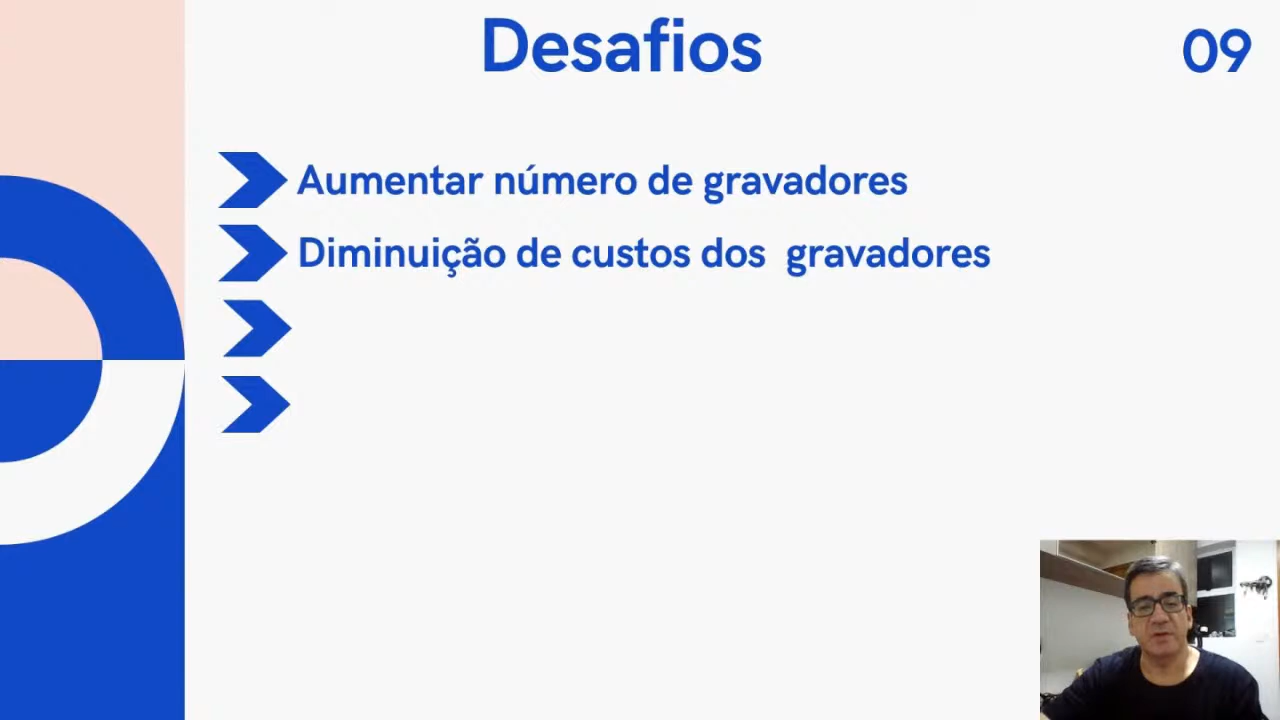 Desafios
09
Aumentar número de gravadores
Diminuição de custos dos  gravadores